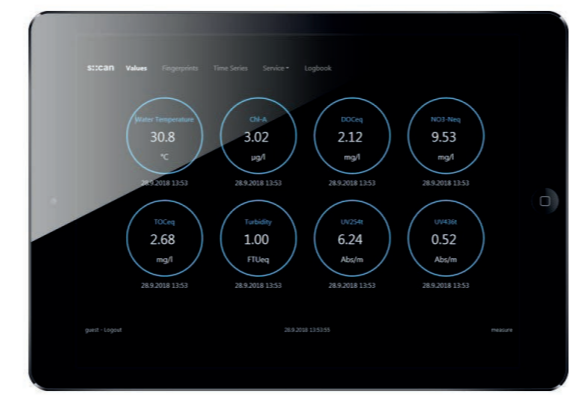 s::can Values Fingerprints Time Series Service Logbook
Water Temperature Chl-A DOCeq NO3-Neq
30.8 3.02 2.12 9.53
°C µg/l mg/l mg/l
28.9.2018 13:53 28.9.2018 13:53 28.9.2018 13:53 28.9.2018 13:53
TOCeq Turbidity UV254t UV436t
2.68 1.00 6.24 0.52
mg/l FTUeq Abs/m Abs/m
28.9.2018 13:53 28.9.2018 13:53 28.9.2018 13:53 28.9.2018 13:53
guest - Logout 28.9.2018 13:53:55 measure